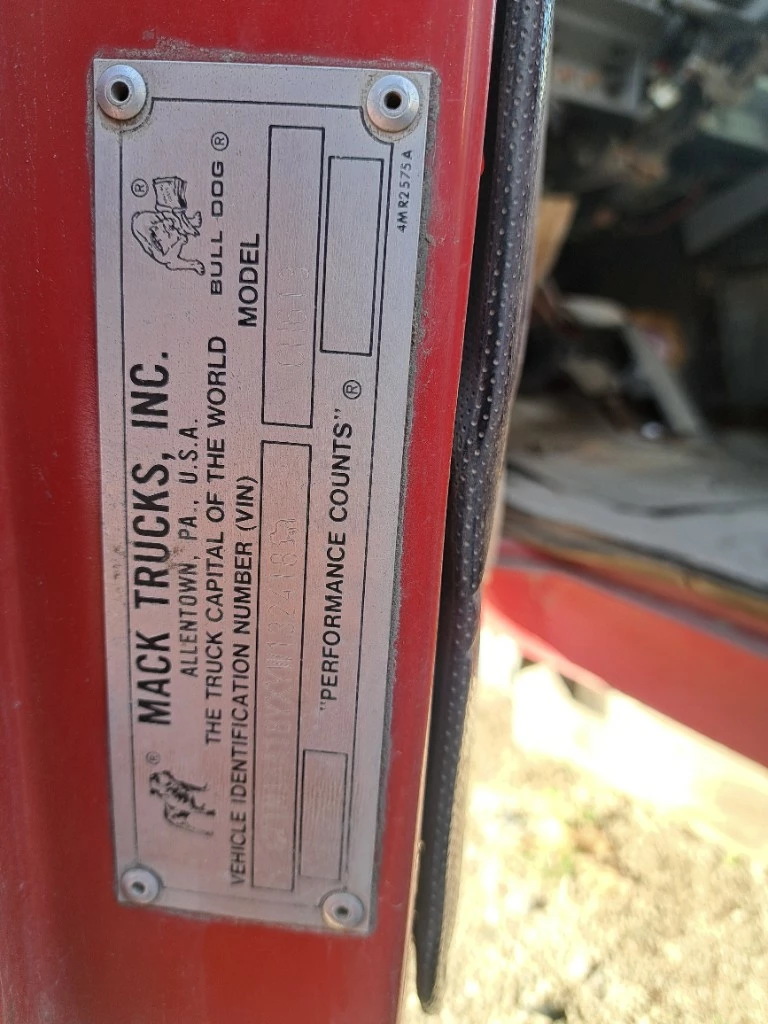 MACK TRUCKS, INC.
ALLENTOWN, PA., U.S.A.
THE TRUCK CAPITAL OF THE WORLD
BULL DOG ®
VEHICLE IDENTIFICATION NUMBER (VIN)
MODEL
"PERFORMANCE COUNTS" ®
4MR2575A